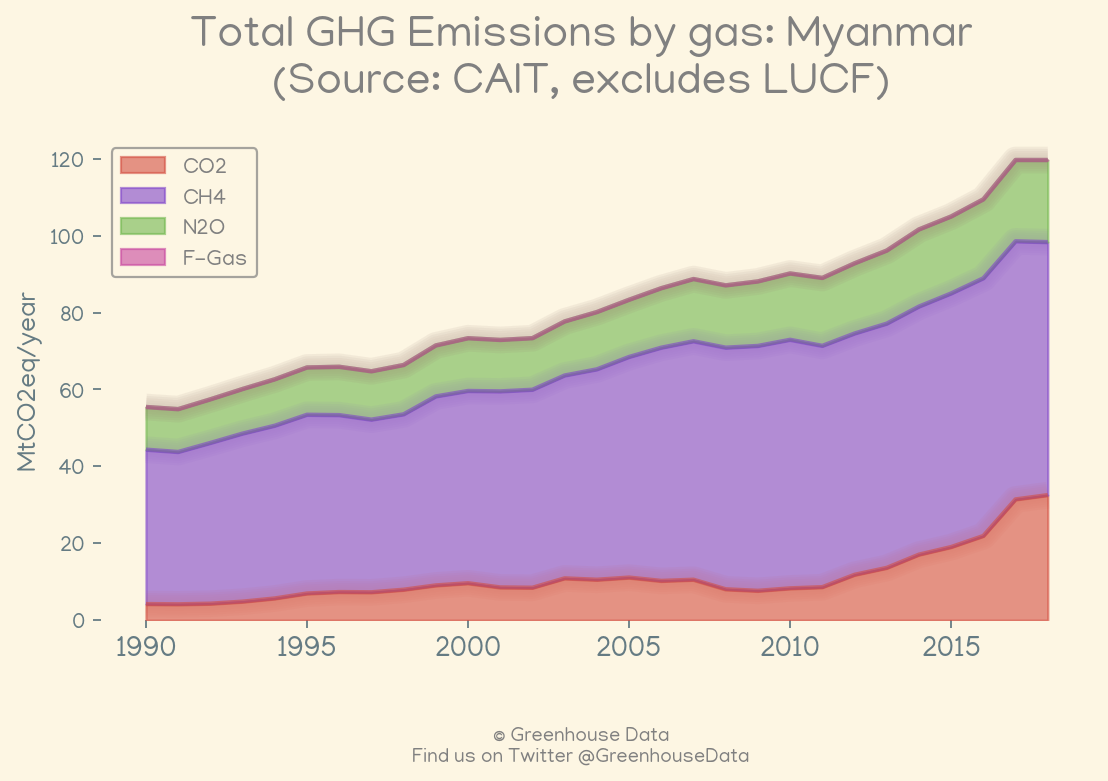 Total GHG Emissions by gas: Myanmar
(Source: CAIT, excludes LUCF)
CO2
CH4
N2O
F-Gas
MtCO2eq/year
120
100
80
60
40
20
0
1990 1995 2000 2005 2010 2015
© Greenhouse Data
Find us on Twitter @GreenhouseData